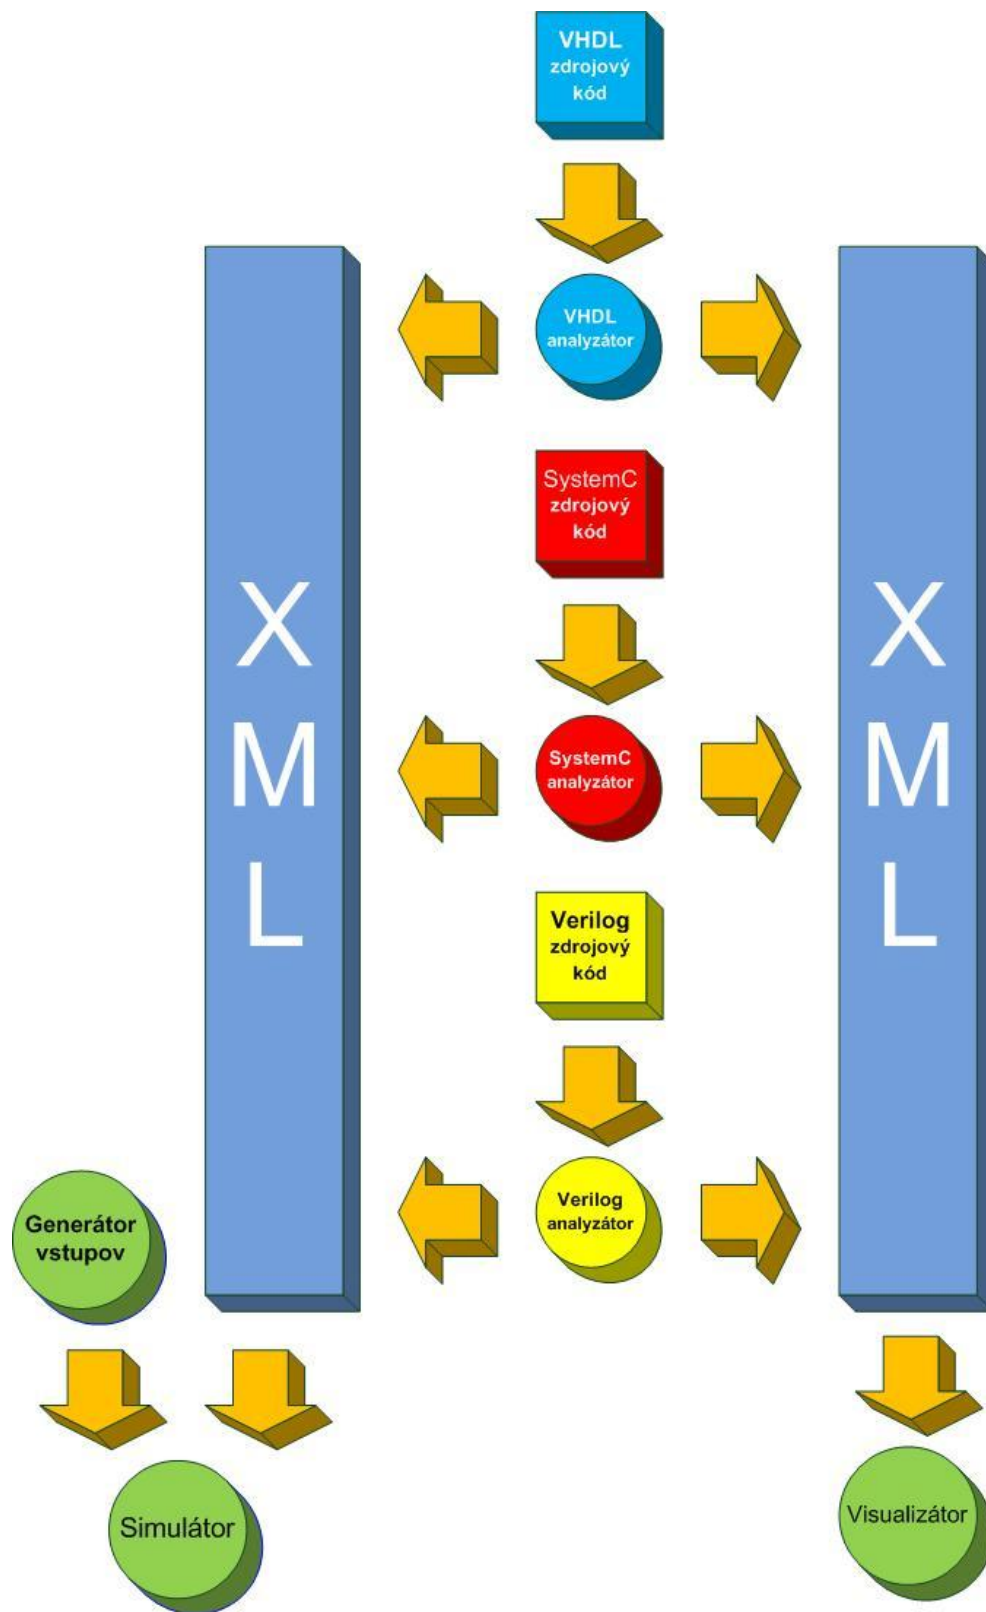 VHDL
zdrojový
kód
VHDL
analyzátor
SystemC
zdrojový
kód
X
M
L
X
M
L
SystemC
analyzátor
Verilog
zdrojový
kód
Verilog
analyzátor
Generátor
vstupov
Simulátor
Visualizátor